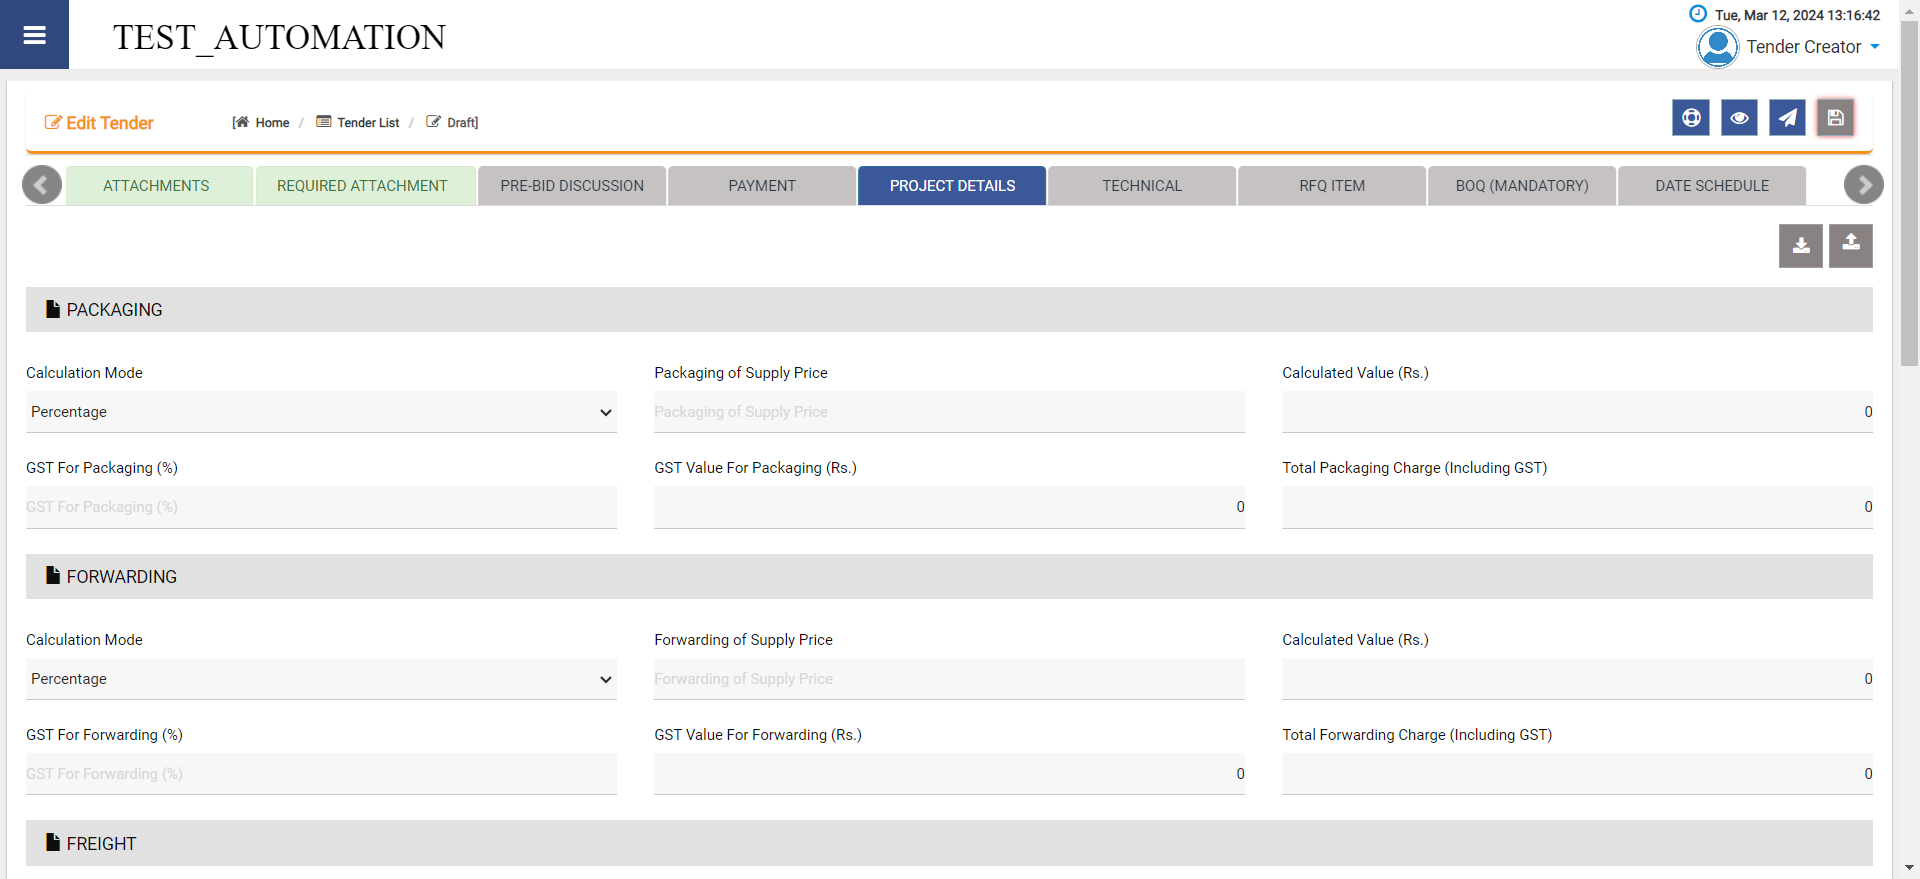 TEST_AUTOMATION
Tue, Mar 12, 2024 13:16:42
Tender Creator
Edit Tender
[ Home / Tender List / Draft]
ATTACHMENTS REQUIRED ATTACHMENT PRE-BID DISCUSSION PAYMENT PROJECT DETAILS TECHNICAL RFQ ITEM BOQ (MANDATORY) DATE SCHEDULE
PACKAGING
Calculation Mode Packaging of Supply Price Calculated Value (Rs.)
Percentage Packaging of Supply Price 0
GST For Packaging (%) GST Value For Packaging (Rs.) Total Packaging Charge (Including GST)
GST For Packaging (%) 0 0
FORWARDING
Calculation Mode Forwarding of Supply Price Calculated Value (Rs.)
Percentage Forwarding of Supply Price 0
GST For Forwarding (%) GST Value For Forwarding (Rs.) Total Forwarding Charge (Including GST)
GST For Forwarding (%) 0 0
FREIGHT